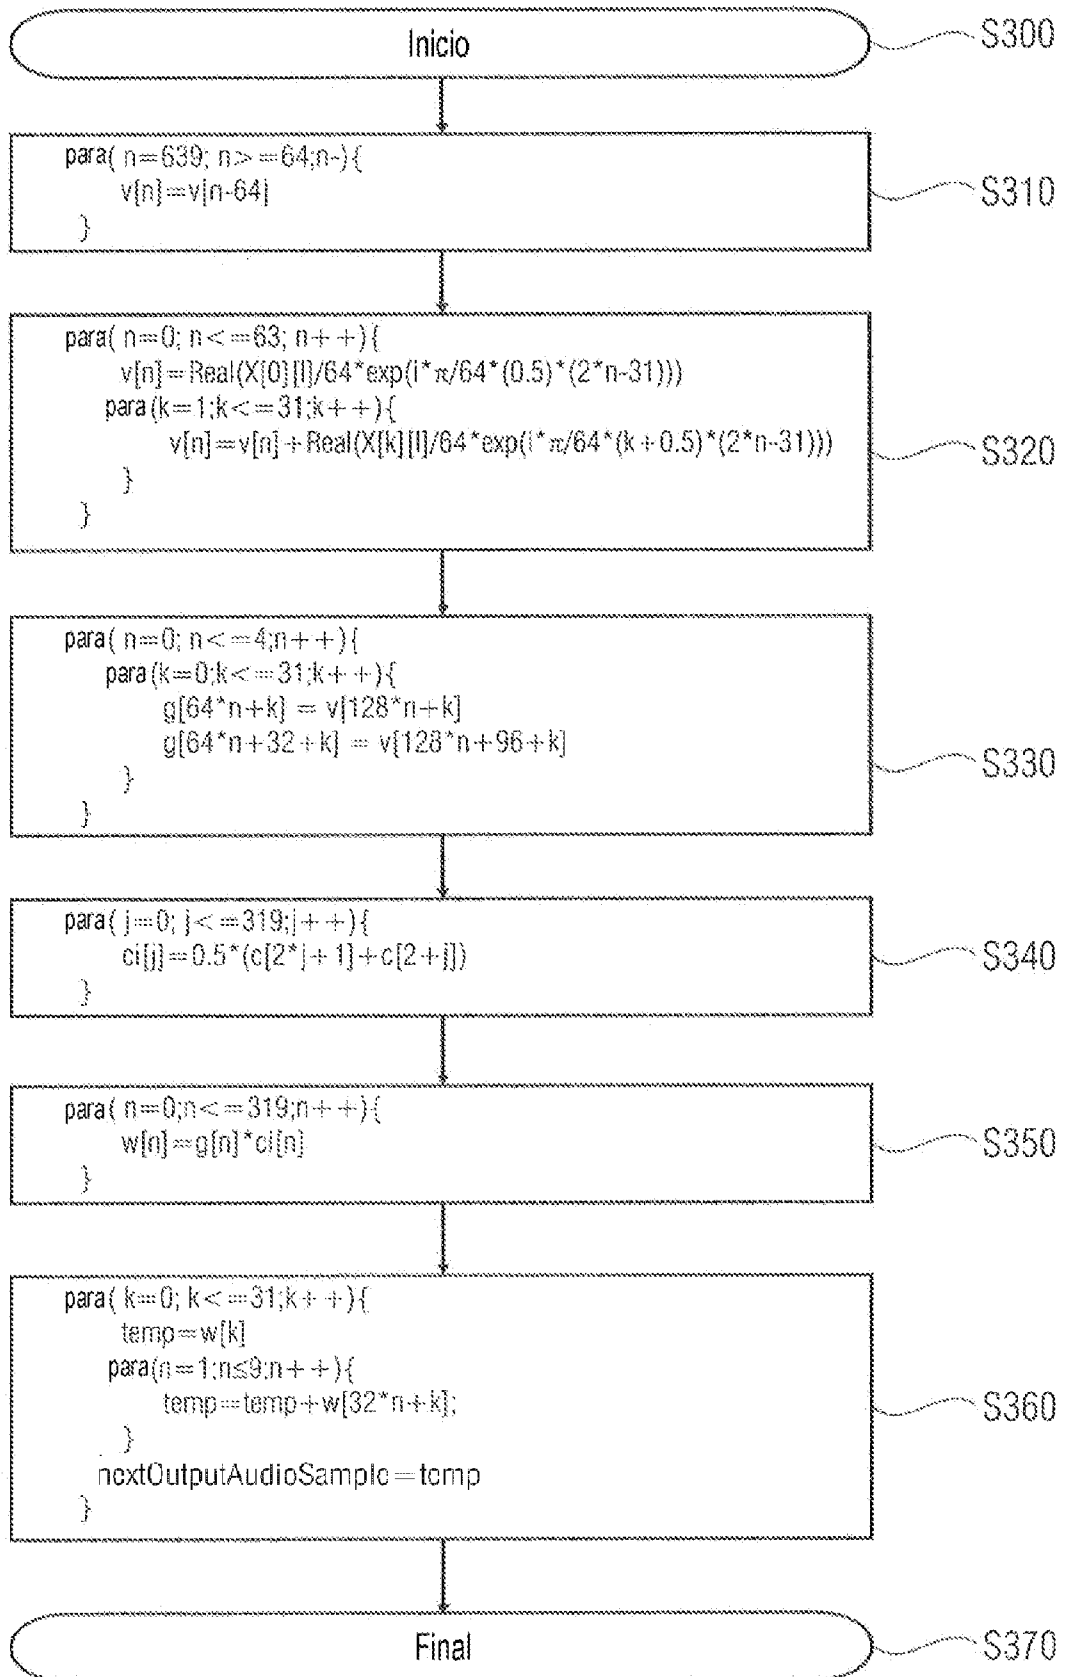 Inicio
S300
para( n=639; n>=64;n-){
v[n]=v[n-64]
}
S310
para( n=0; n<=63; n++){
v[n]=Real(X[0][l]/64*exp(i*π/64*(0.5)*(2*n-31)))
para(k=1;k<=31;k++){
v[n]=v[n]+Real(X[k][l]/64*exp(i*π/64*(k+0.5)*(2*n-31)))
}
}
S320
para( n=0; n<=4;n++){
para(k=0;k<=31;k++){
g[64*n+k] = v[128*n+k]
g[64*n+32+k] = v[128*n+96+k]
}
}
S330
para( j=0; j<=319;j++){
ci[j]=0.5*(c[2*j+1]+c[2+j])
}
S340
para( n=0;n<=319;n++){
w[n]=g[n]*ci[n]
}
S350
para( k=0; k<=31;k++){
temp=w[k]
para(n=1;n≤9;n++){
temp=temp+w[32*n+k];
}
nextOutputAudioSample=temp
}
S360
Final
S370